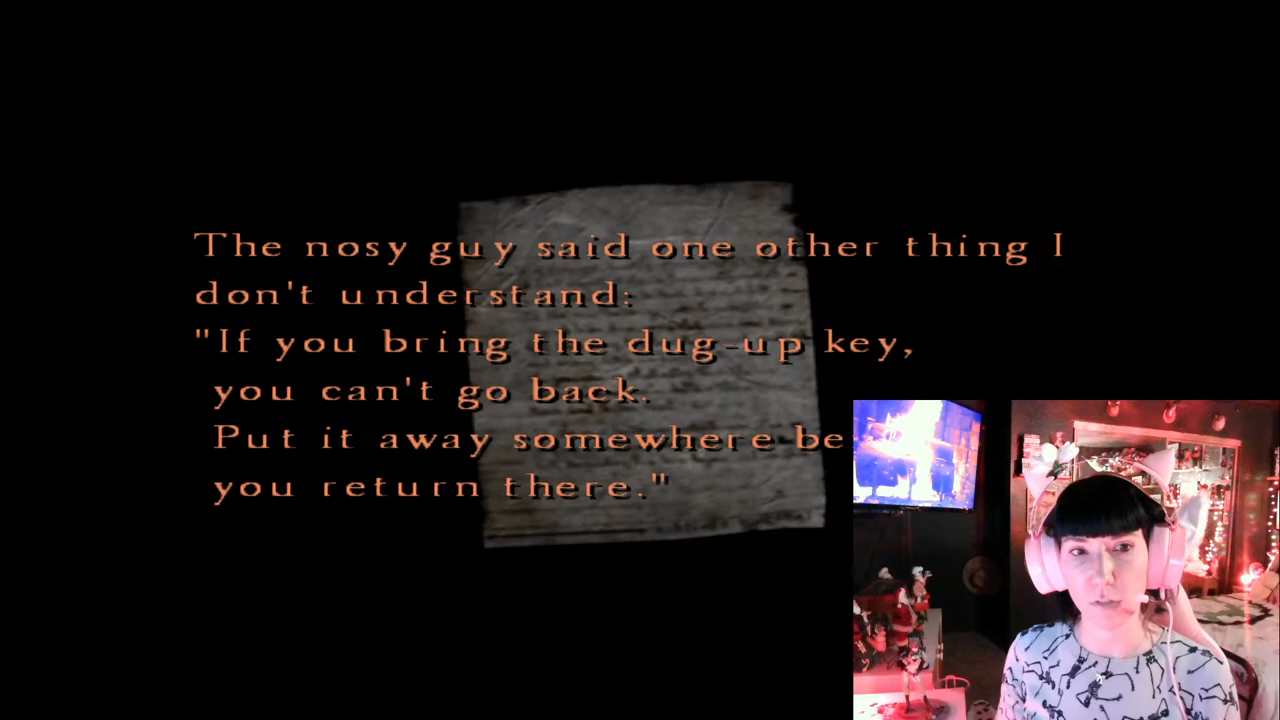 The nosy guy said one other thing I
don't understand:
"If you bring the dug-up key,
you can't go back.
Put it away somewhere be
you return there."